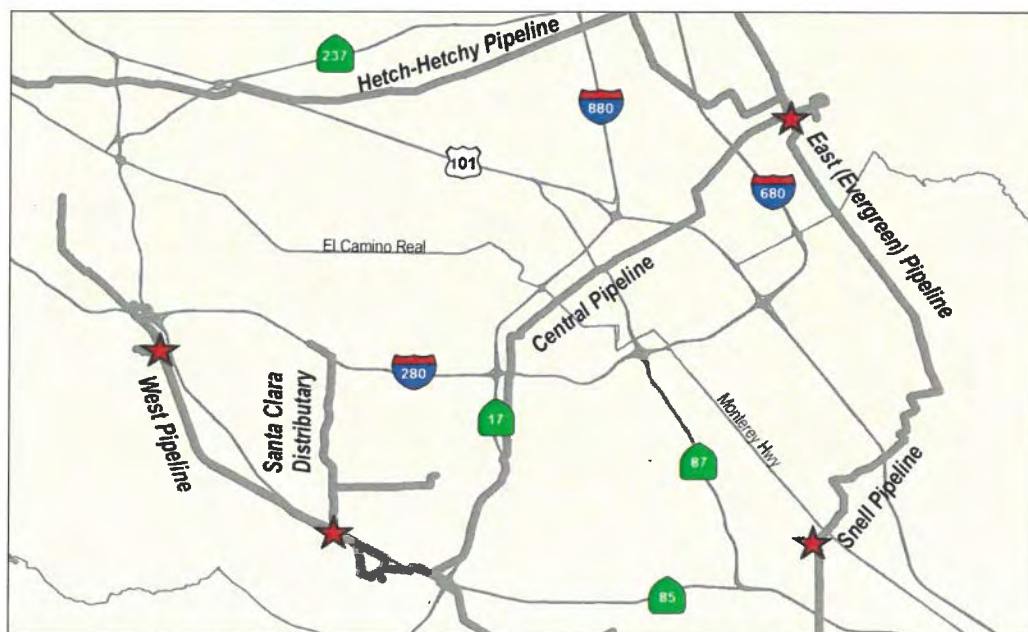 237
Hetch-Hetchy Pipeline
880
101
680
East (Evergreen) Pipeline
El Camino Real
Central Pipeline
West Pipeline
Santa Clara
Distributary
280
17
Monterey Hwy
87
Snell Pipeline
85